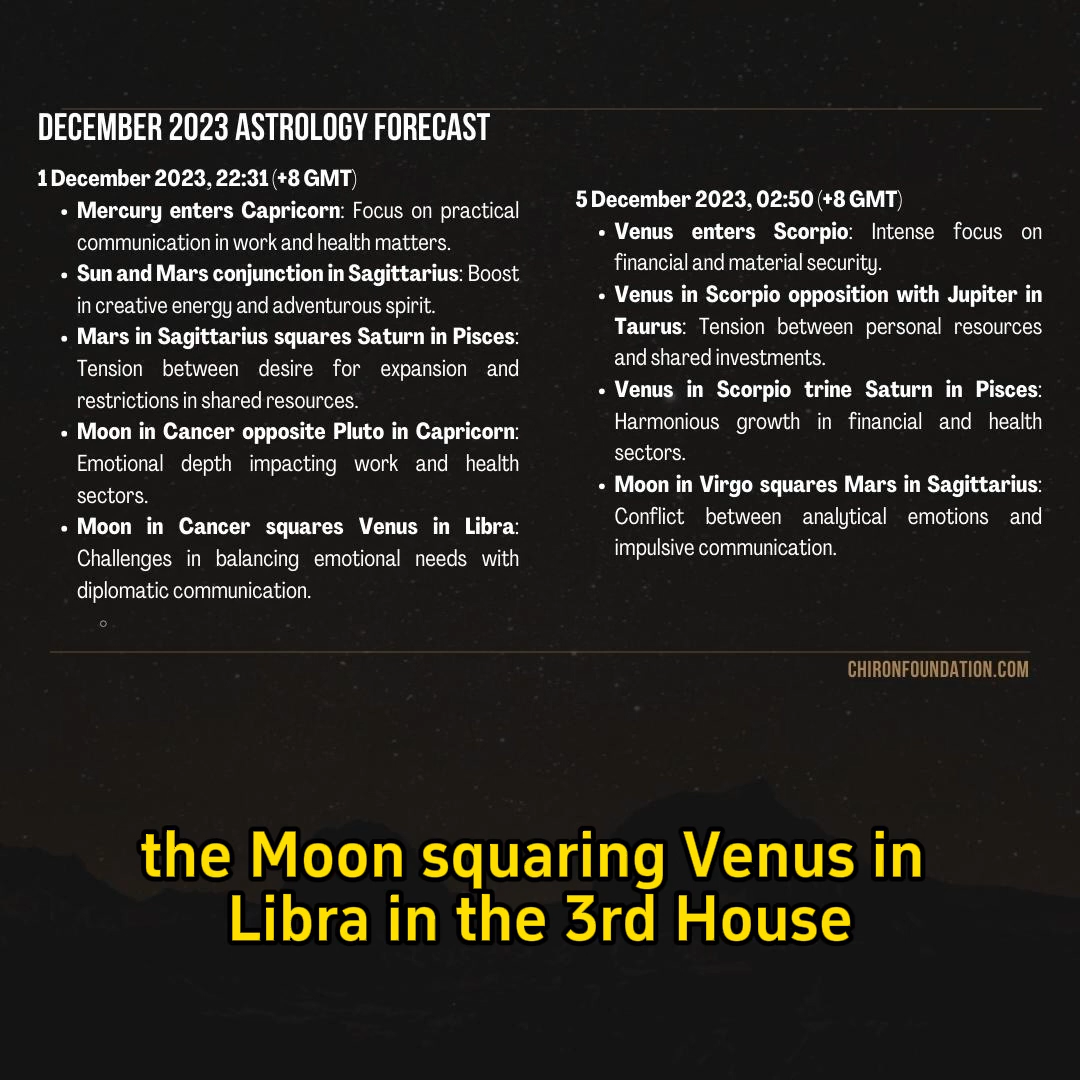 DECEMBER 2023 ASTROLOGY FORECAST
1 December 2023, 22:31 (+8 GMT)
• Mercury enters Capricorn: Focus on practical
communication in work and health matters.
• Sun and Mars conjunction in Sagittarius: Boost
in creative energy and adventurous spirit.
• Mars in Sagittarius squares Saturn in Pisces:
Tension between desire for expansion and
restrictions in shared resources.
• Moon in Cancer opposite Pluto in Capricorn:
Emotional depth impacting work and health
sectors.
• Moon in Cancer squares Venus in Libra:
Challenges in balancing emotional needs with
diplomatic communication.
5 December 2023, 02:50 (+8 GMT)
• Venus enters Scorpio: Intense focus on
financial and material security.
• Venus in Scorpio opposition with Jupiter in
Taurus: Tension between personal resources
and shared investments.
• Venus in Scorpio trine Saturn in Pisces:
Harmonious growth in financial and health
sectors.
• Moon in Virgo squares Mars in Sagittarius:
Conflict between analytical emotions and
impulsive communication.
CHIRONFOUNDATION.COM
the Moon squaring Venus in
Libra in the 3rd House